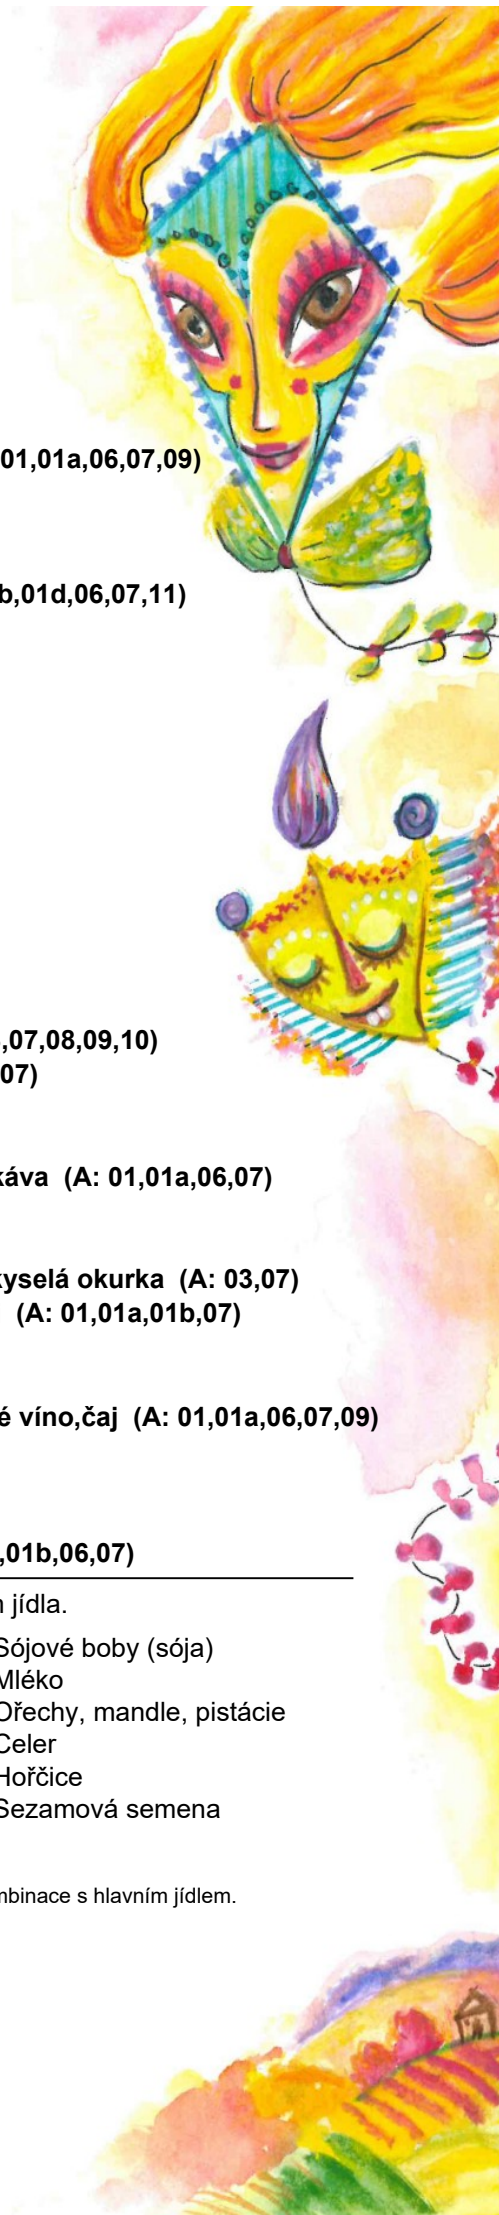 01,01a,06,07,09)
b,01d,06,07,11)
,07,08,09,10)
07)
káva (A: 01,01a,06,07)
kyselá okurka (A: 03,07)
(A: 01,01a,01b,07)
é víno,čaj (A: 01,01a,06,07,09)
,01b,06,07)
jídla.
Sójové boby (sója)
Mléko
Ořechy, mandle, pistácie
Celer
Hořčice
Sezamová semena
mbinace s hlavním jídlem.